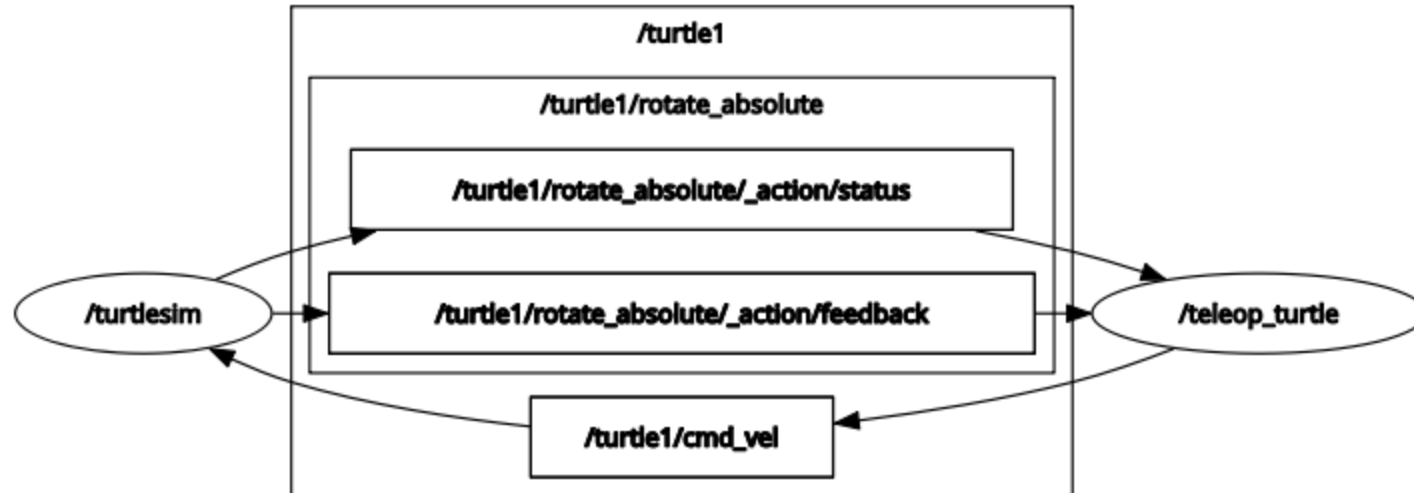 /turtle1
/turtle1/rotate_absolute
/turtle1/rotate_absolute/_action/status
/turtlesim
/turtle1/rotate_absolute/_action/feedback
/teleop_turtle
/turtle1/cmd_vel